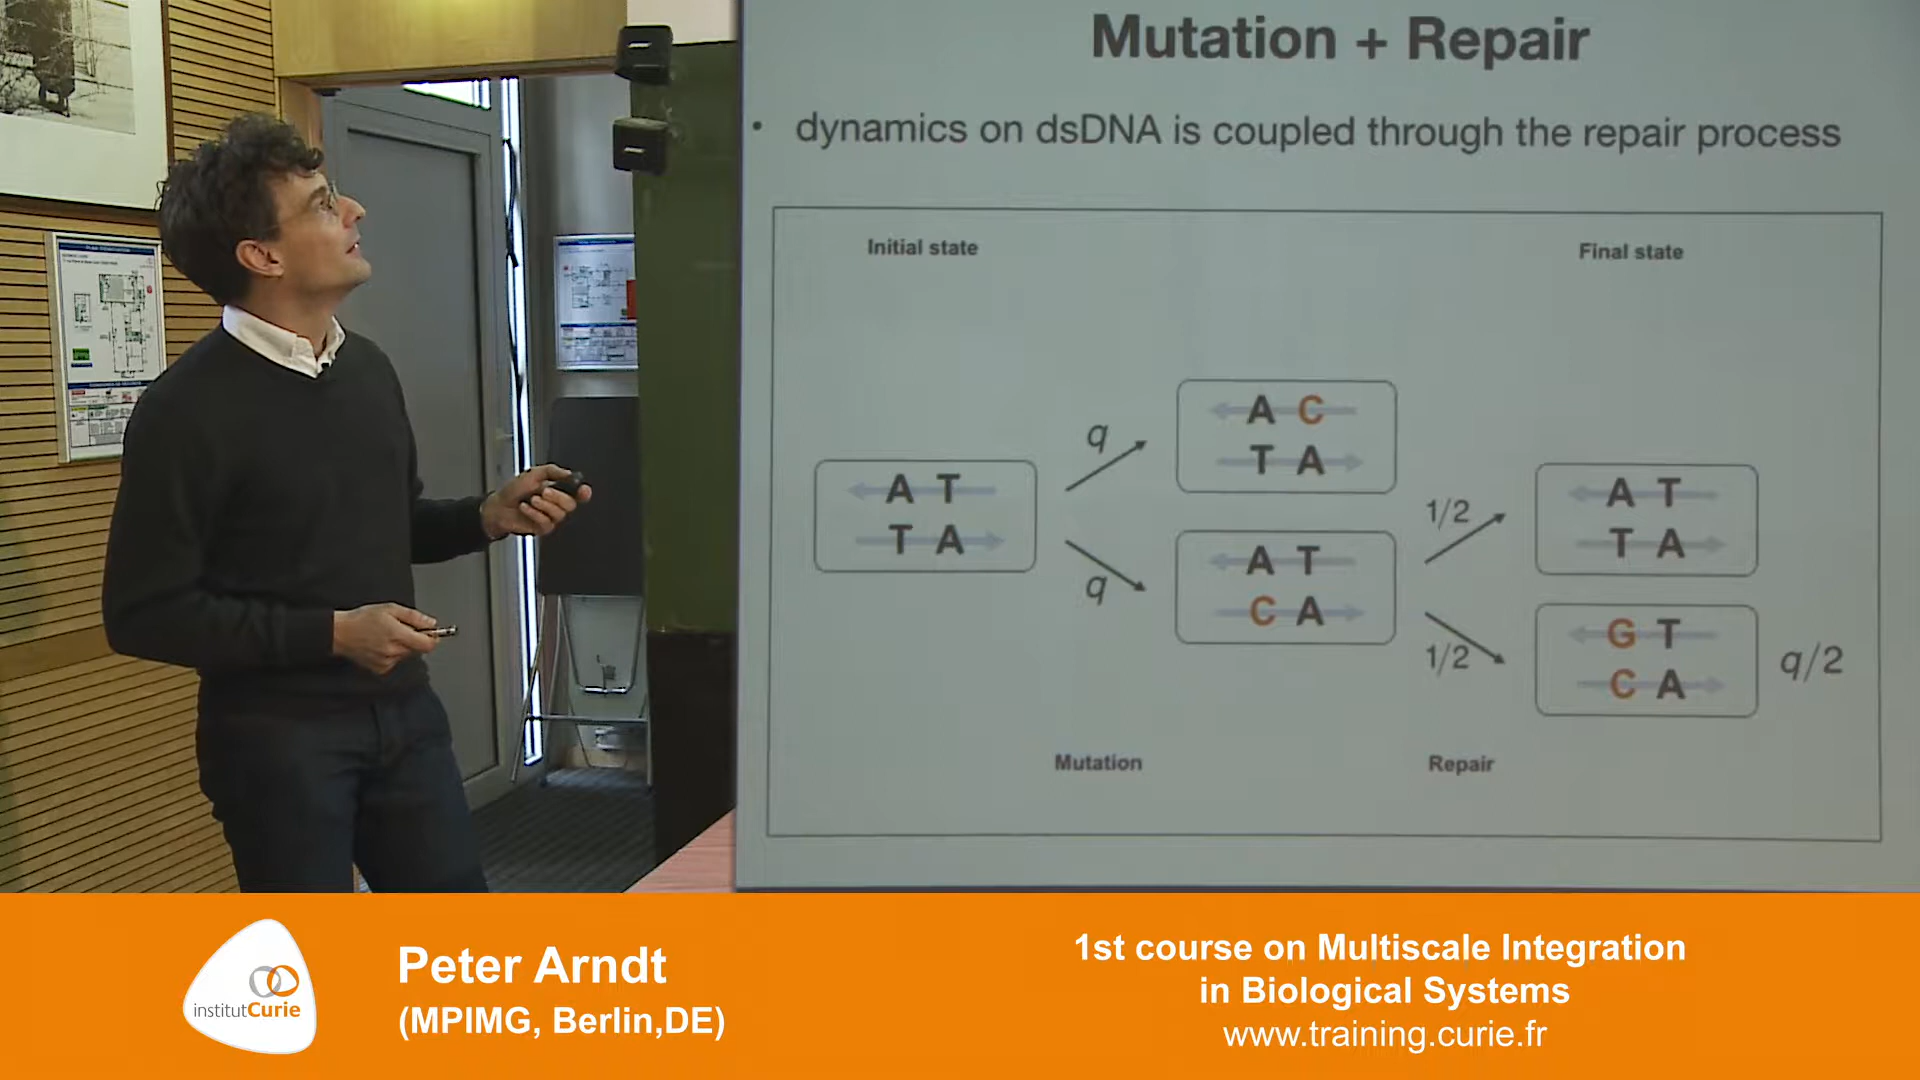 Mutation + Repair
• dynamics on dsDNA is coupled through the repair process
Initial state
Final state
A C
T A
q
A T
T A
q
A T
C A
1/2
A T
T A
1/2
G T
C A
q/2
Mutation
Repair
institutCurie
Peter Arndt
(MPIMG, Berlin,DE)
1st course on Multiscale Integration
in Biological Systems
www.training.curie.fr